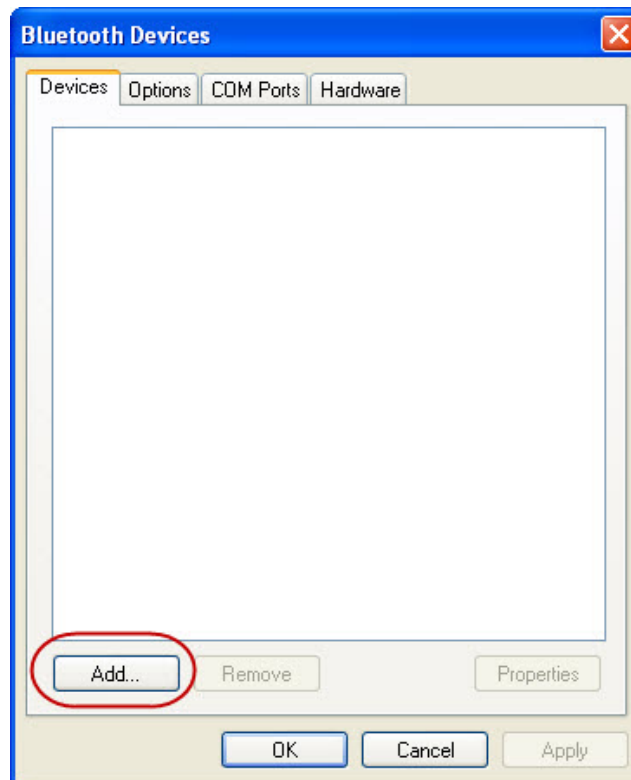 Bluetooth Devices
Devices Options COM Ports Hardware
Add... Remove Properties
OK Cancel Apply